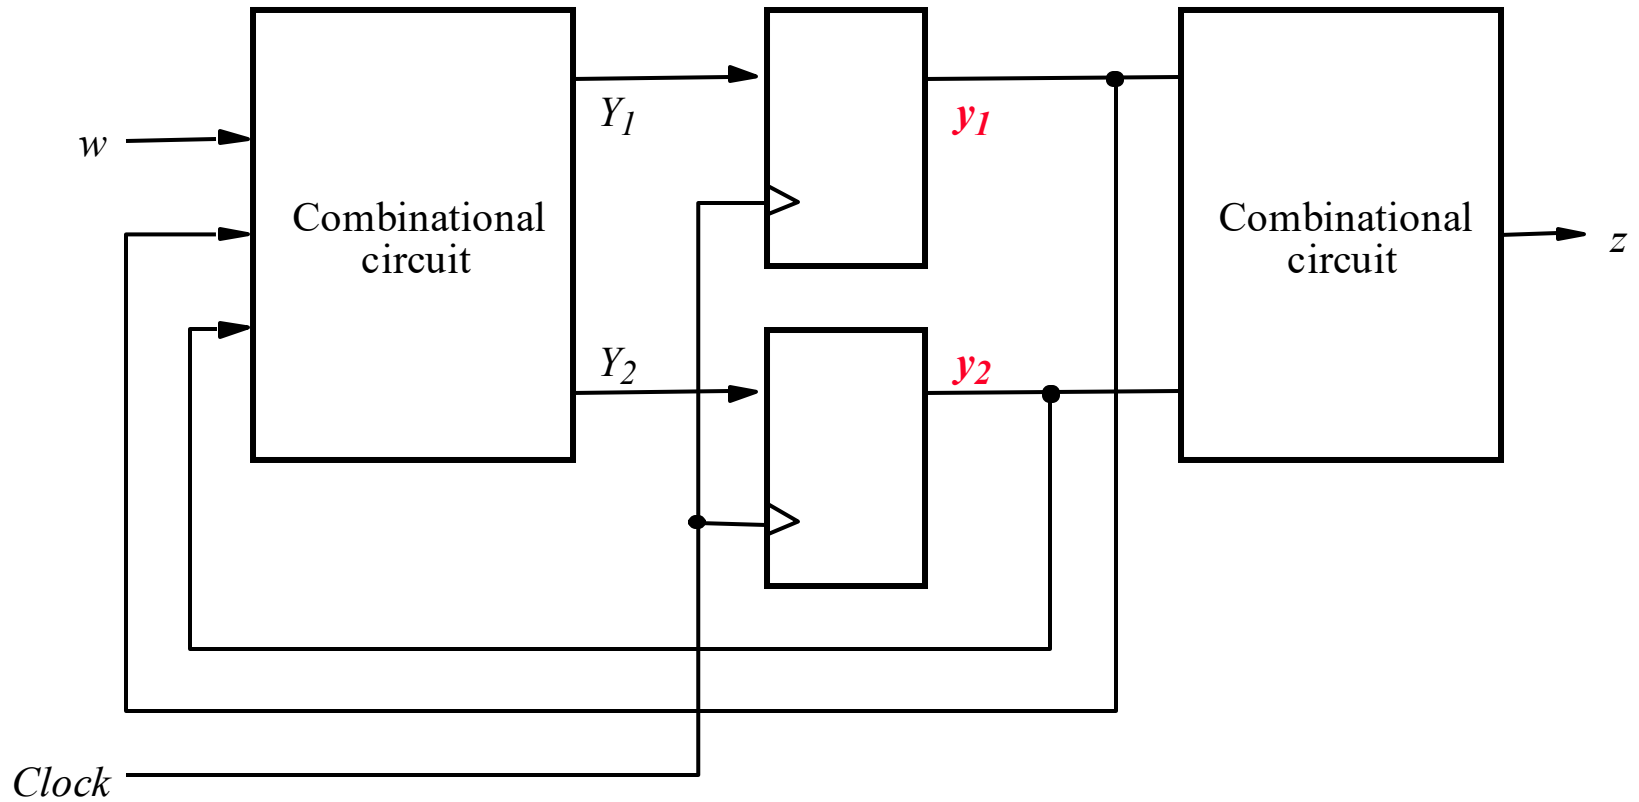 Y1
y1
w
Combinational
circuit
Combinational
circuit
z
Y2
y2
Clock